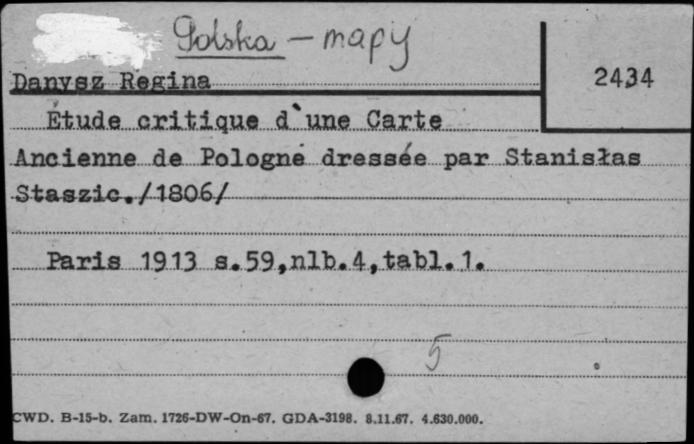 Polska - mapy
2434
Danysz Regina
Étude critique d`une Carte
Ancienne de Pologne dressée par Stanisłas
Staszic./1806/
Paris 1913 s.59,nlb.4,tabl.1.
5
CWD. B-15-b. Zam. 1726-DW-On-67. GDA-3198. 8.11.67. 4.630.000.